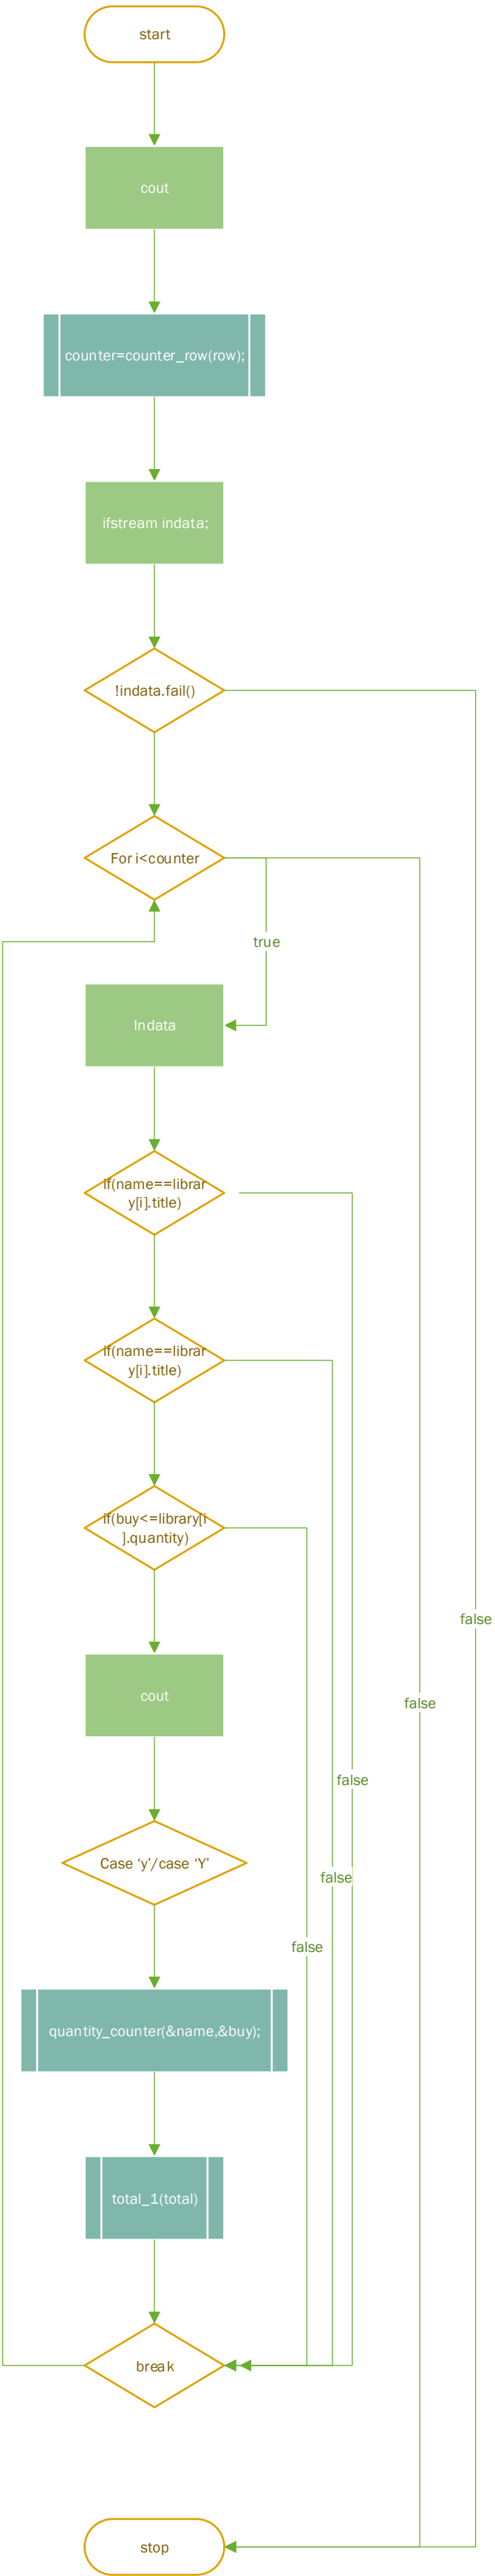 start
cout
counter=counter_row(row);
ifstream indata;
!indata.fail()
For i<counter
true
Indata
if(name==librar
y[i].title)
if(name==librar
y[i].title)
if(buy<=library[i
].quantity)
false
cout
false
false
Case ‘y’/case ‘Y’
false
false
quantity_counter(&name,&buy);
total_1(total)
break
stop